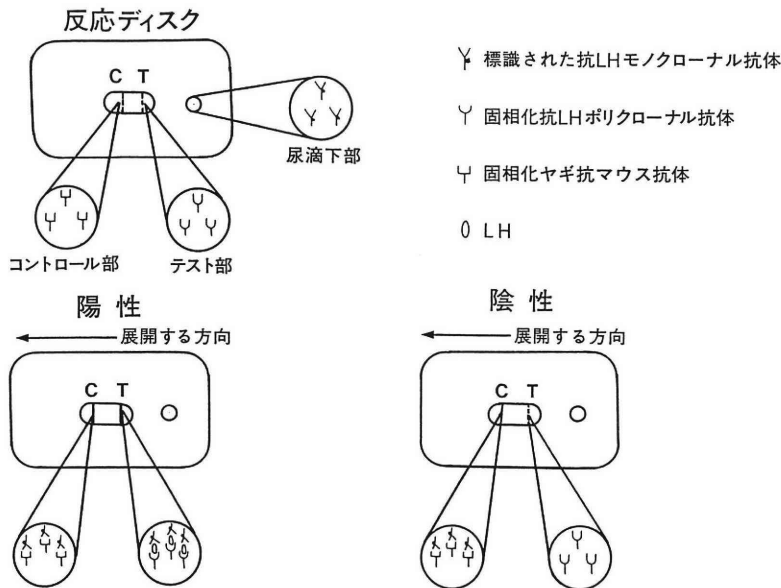 反応ディスク
C T
尿滴下部
コントロール部
テスト部
標識された抗LHモノクローナル抗体
固相化抗LHポリクローナル抗体
固相化ヤギ抗マウス抗体
LH
陽性
展開する方向
C T
陰性
展開する方向
C T